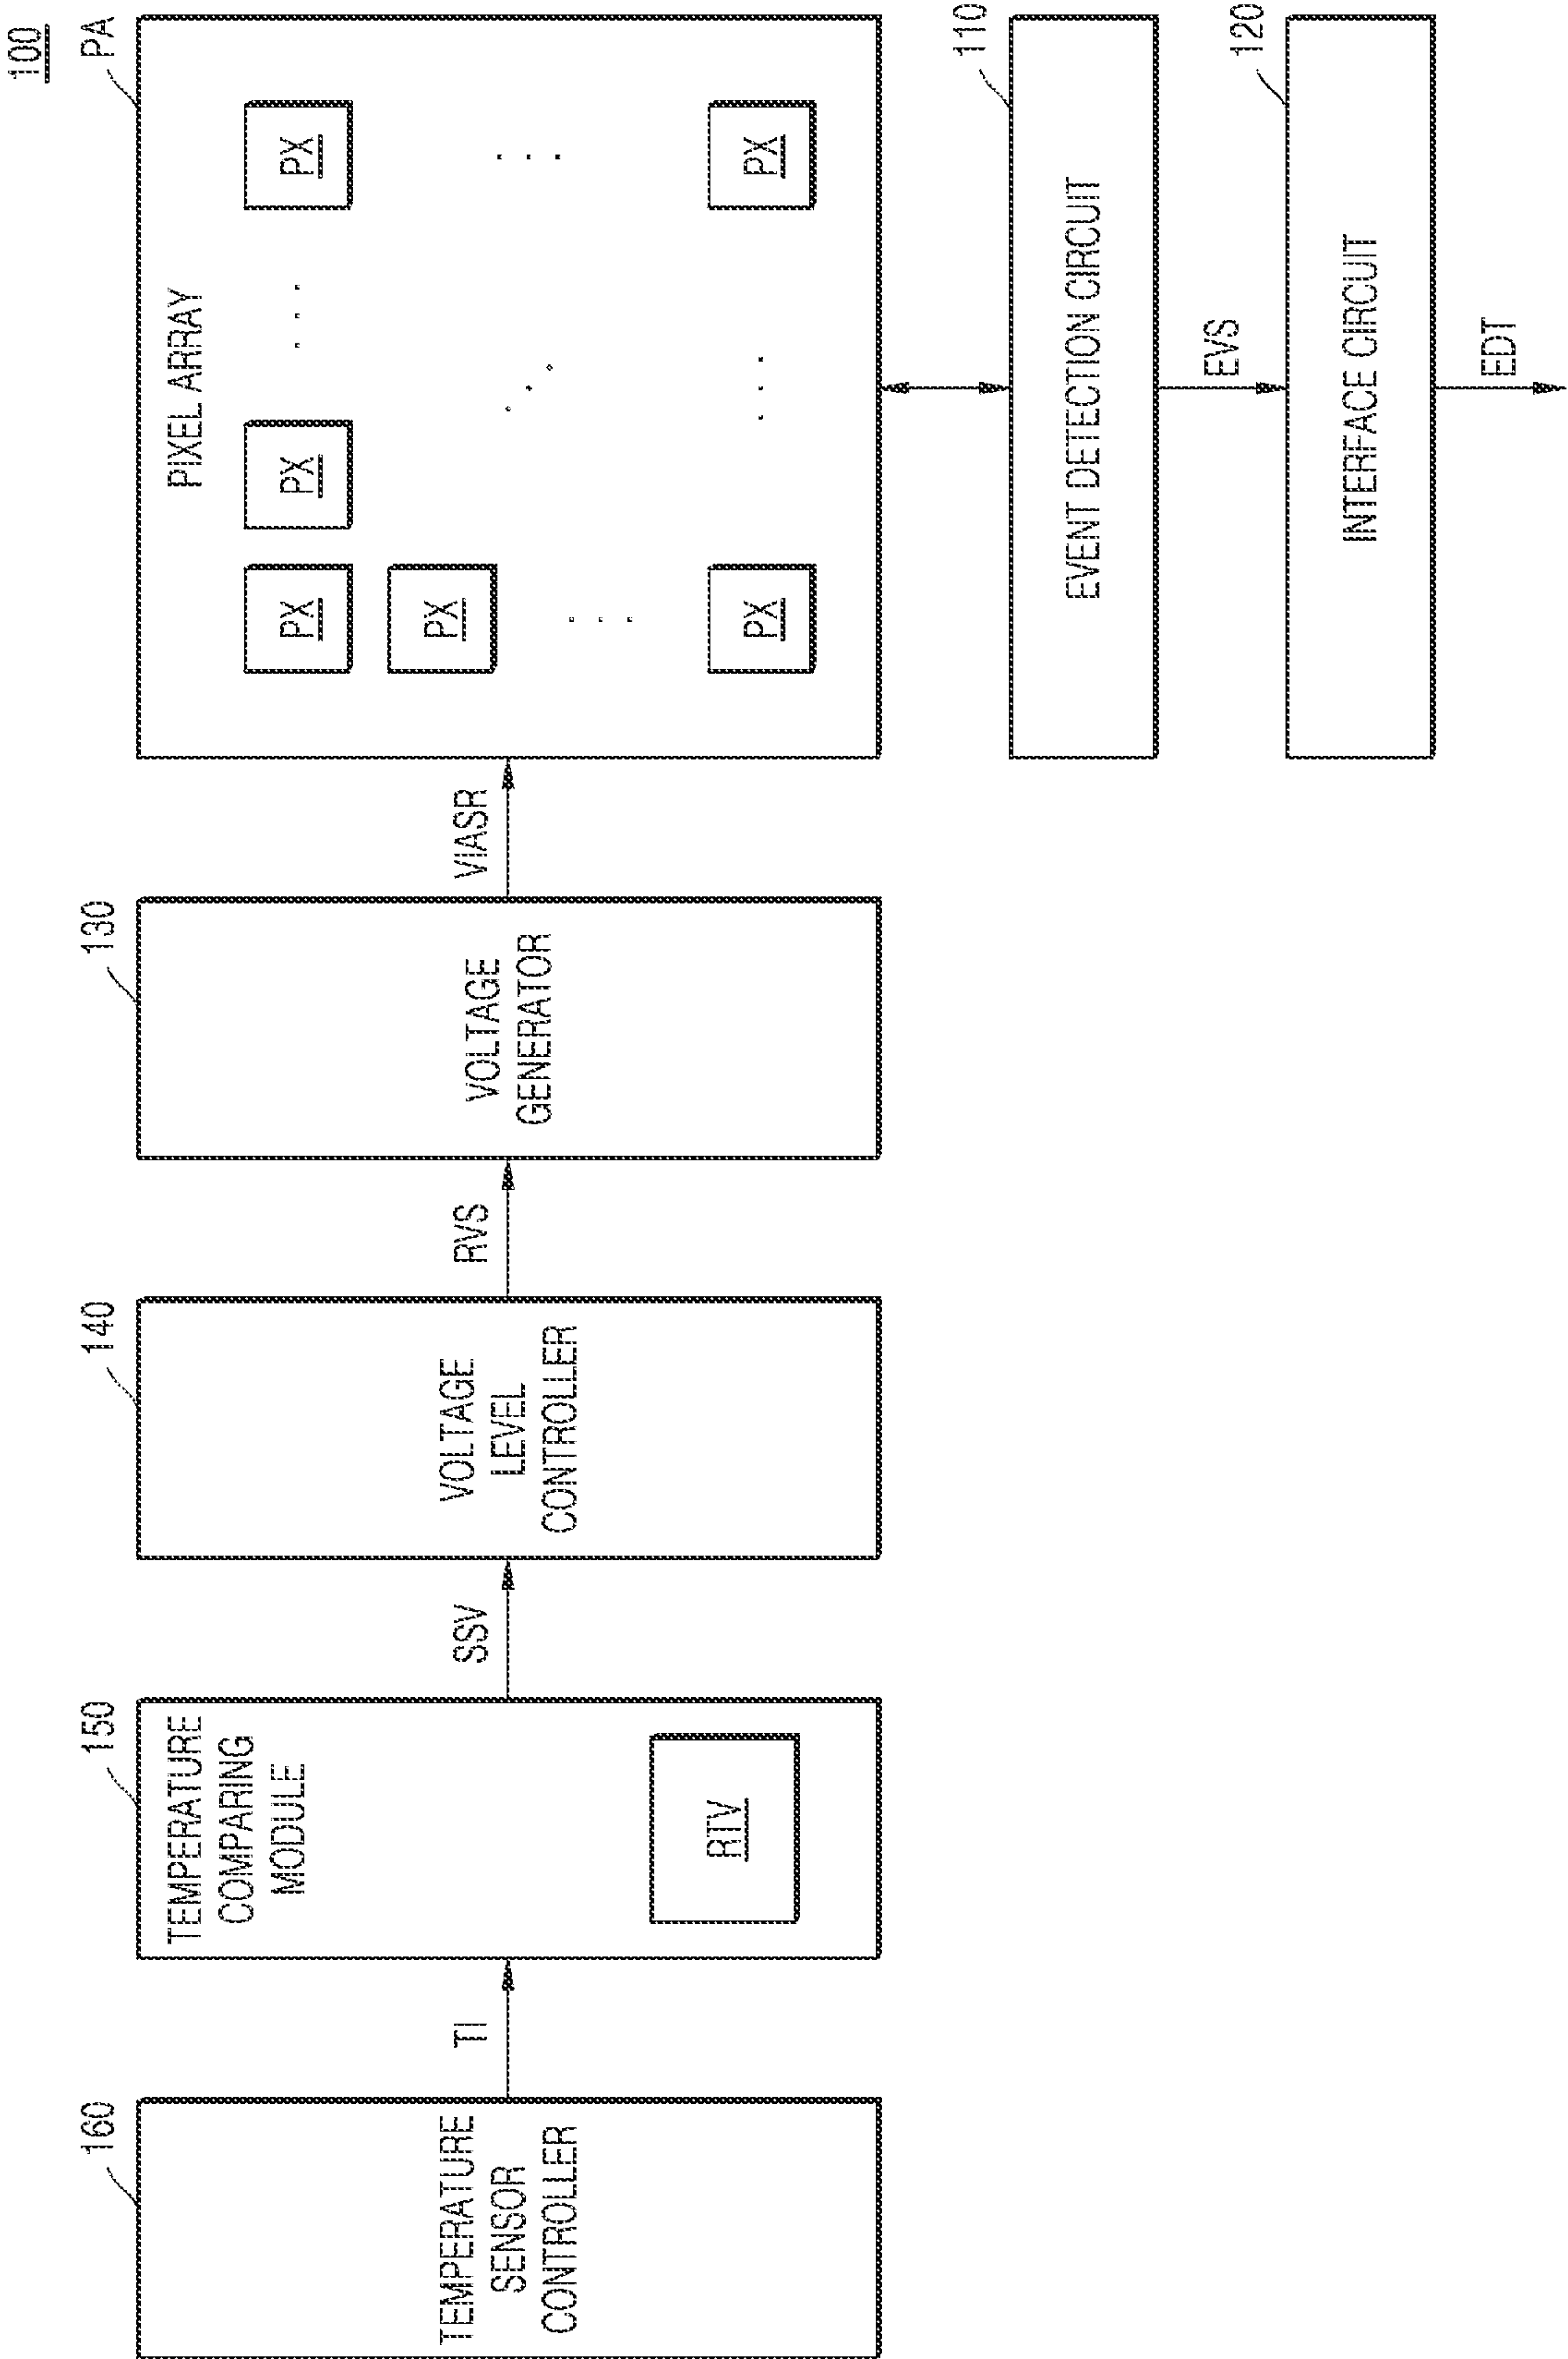 100
160
TEMPERATURE
SENSOR
CONTROLLER
TI
150
TEMPERATURE
COMPARING
MODULE
RTV
SSV
140
VOLTAGE
LEVEL
CONTROLLER
RVS
130
VOLTAGE
GENERATOR
VIASR
PA
PIXEL ARRAY
PX
PX
. . .
PX
PX
. . .
. . .
. . .
PX
. . .
PX
110
EVENT DETECTION CIRCUIT
EVS
120
INTERFACE CIRCUIT
EDT